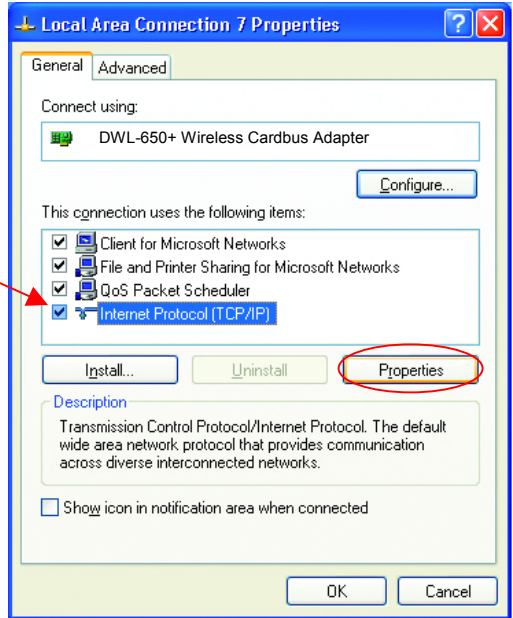 Local Area Connection 7 Properties
General Advanced
Connect using:
DWL-650+ Wireless Cardbus Adapter
Configure...
This connection uses the following items:
Client for Microsoft Networks
File and Printer Sharing for Microsoft Networks
QoS Packet Scheduler
Internet Protocol (TCP/IP)
Install... Uninstall Properties
Description
Transmission Control Protocol/Internet Protocol. The default
wide area network protocol that provides communication
across diverse interconnected networks.
Show icon in notification area when connected
OK Cancel